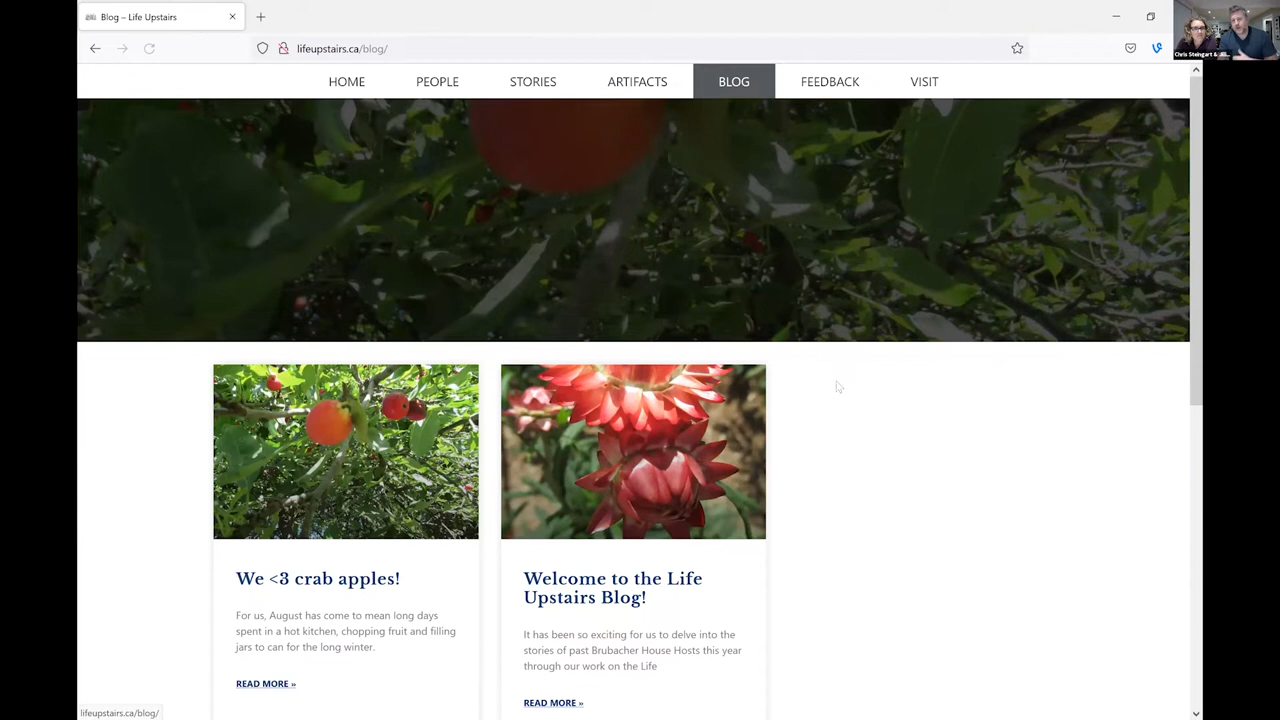 Blog – Life Upstairs
lifeupstairs.ca/blog/
HOME PEOPLE STORIES ARTIFACTS BLOG FEEDBACK VISIT
We <3 crab apples!
For us, August has come to mean long days
spent in a hot kitchen, chopping fruit and filling
jars to can for the long winter.
READ MORE »
Welcome to the Life
Upstairs Blog!
It has been so exciting for us to delve into the
stories of past Brubacher House Hosts this year
through our work on the Life
READ MORE »
lifeupstairs.ca/blog/
Chris Steingart &